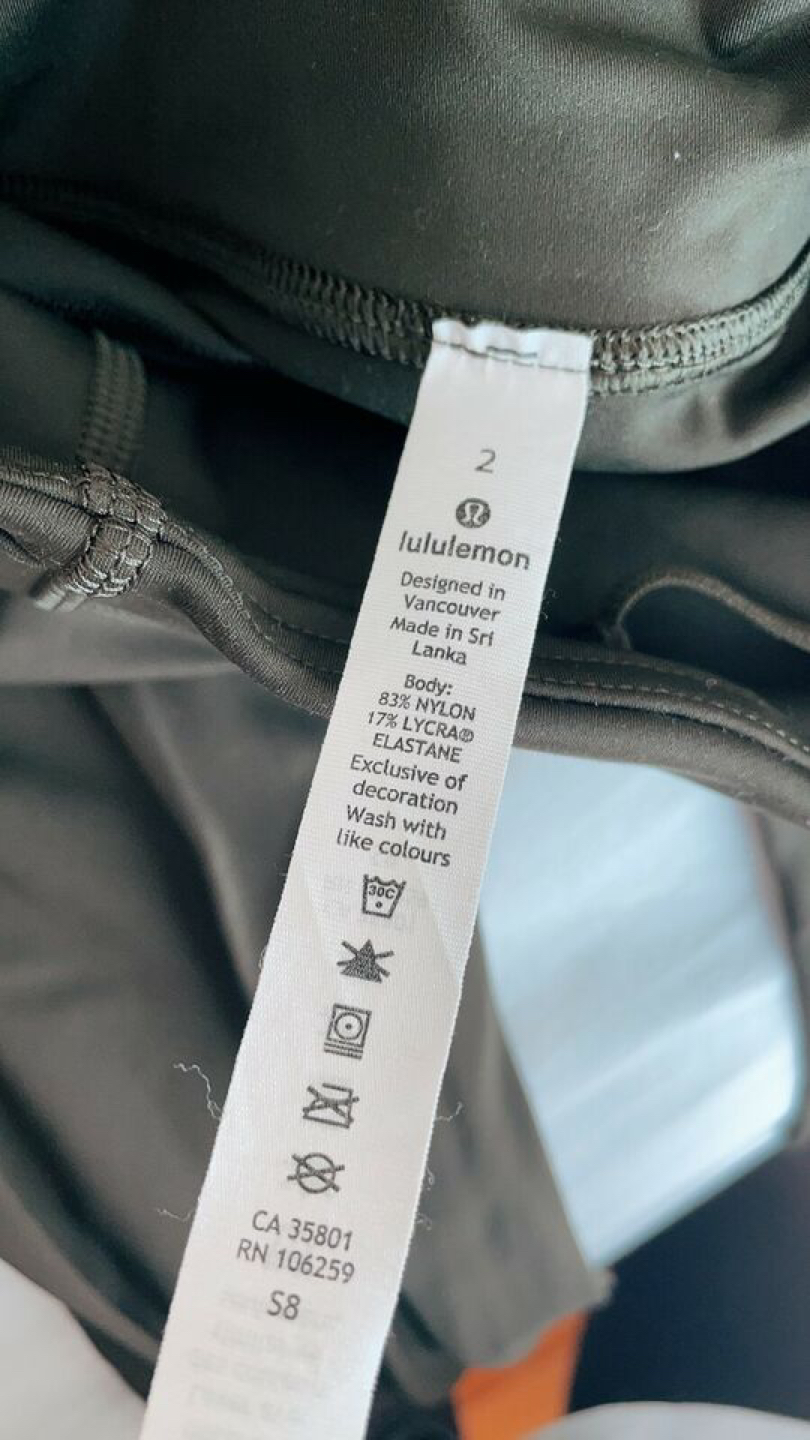 2
lululemon
Designed in
Vancouver
Made in Sri
Lanka
Body:
83% NYLON
17% LYCRA®
ELASTANE
Exclusive of
decoration
Wash with
like colours
30C
CA 35801
RN 106259
S8